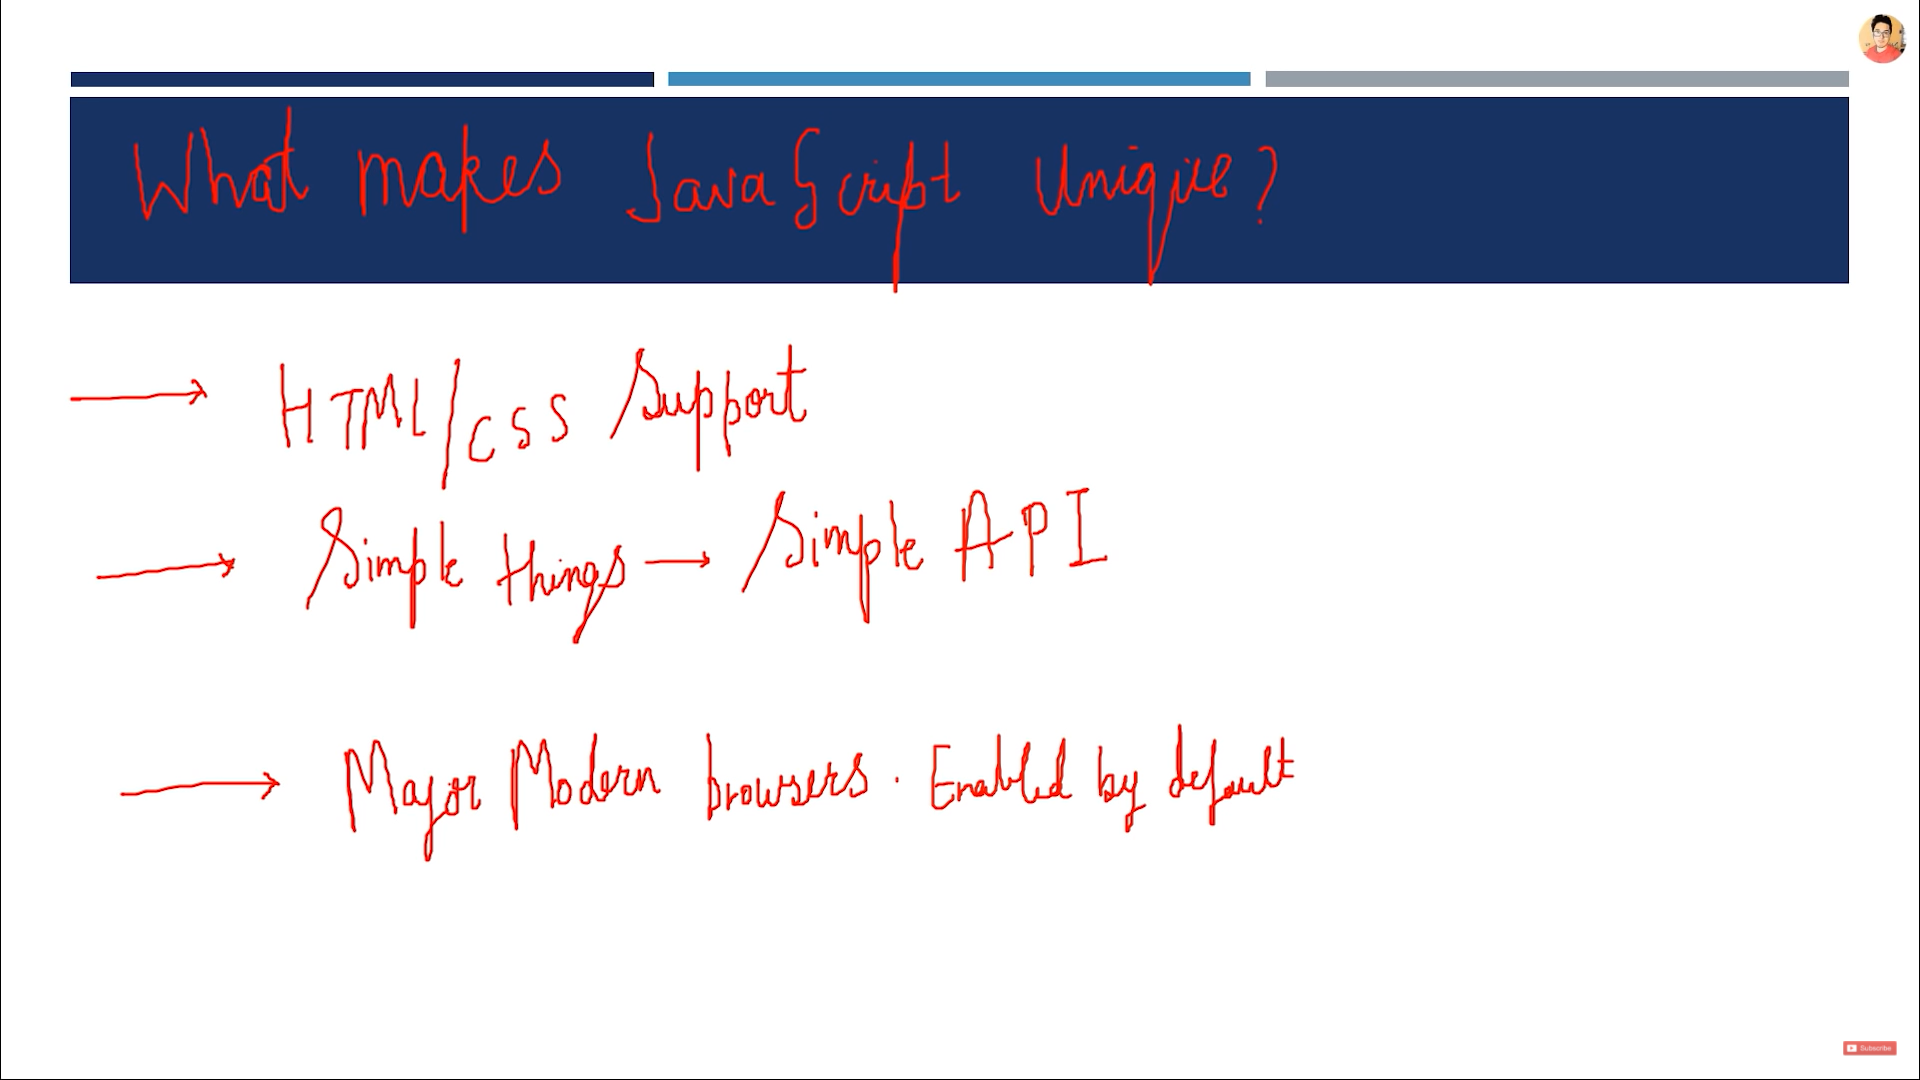 What makes JavaScript Unique?
→ HTML/CSS Support
→ Simple things → Simple API
→ Major Modern browsers. Enabled by default
Subscribe